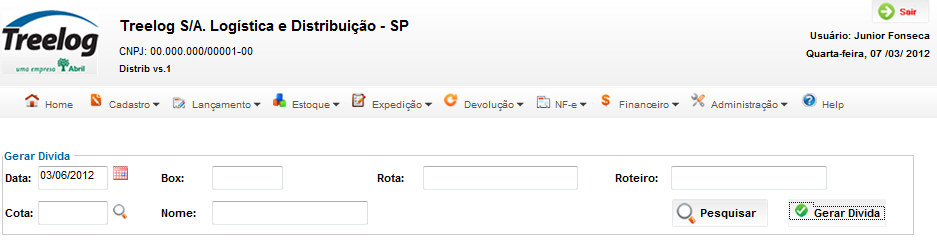 Sair
Treelog
uma empresa Abril
Treelog S/A. Logística e Distribuição - SP
CNPJ: 00.000.000/00001-00
Distrib vs.1
Usuário: Junior Fonseca
Quarta-feira, 07 /03/ 2012
Home Cadastro Lançamento Estoque Expedição Devolução NF-e Financeiro Administração Help
Gerar Divida
Data: 03/06/2012 Box: Rota: Roteiro:
Cota: Nome: Pesquisar Gerar Divida